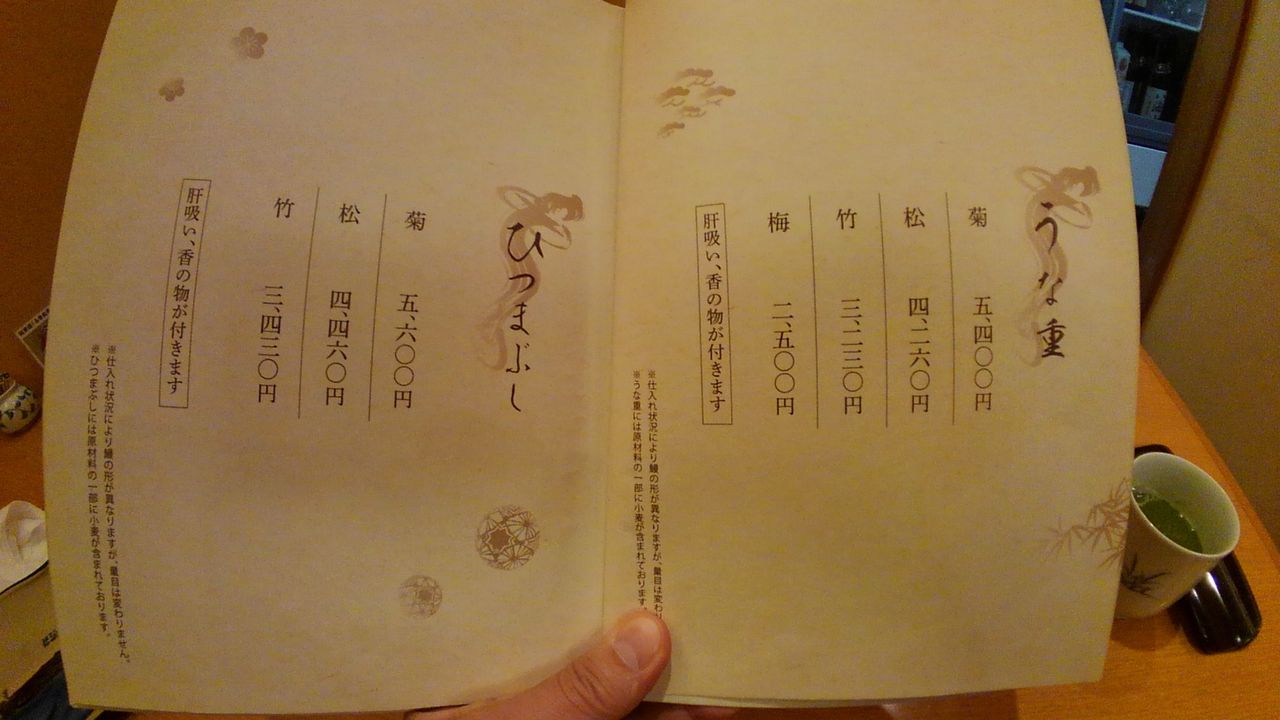 うな重
菊 五、四〇〇円
松 四、二六〇円
竹 三、二三〇円
梅 二、五〇〇円
肝吸い、香の物が付きます
※仕入れ状況により鰻の形が異なりますが、量目は変わり
※うな重には原材料の一部に小麦が含まれております。
ひつまぶし
菊 五、六〇〇円
松 四、四六〇円
竹 三、四三〇円
肝吸い、香の物が付きます
※仕入れ状況により鰻の形が異なりますが、量目は変わりません。
※ひつまぶしには原材料の一部に小麦が含まれております。